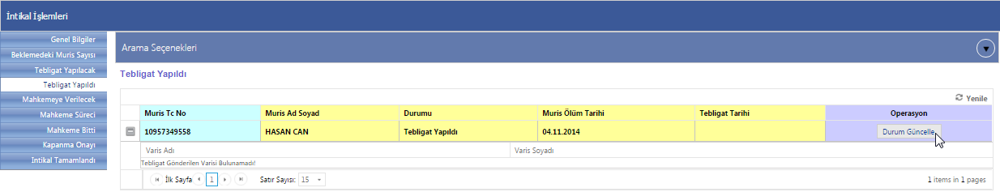 İntikal İşlemleri
Genel Bilgiler
Beklemedeki Muris Sayısı
Tebligat Yapılacak
Tebligat Yapıldı
Mahkemeye Verilecek
Mahkeme Süreci
Mahkeme Bitti
Kapanma Onayı
İntikal Tamamlandı
Arama Seçenekleri
Tebligat Yapıldı
Yenile
Muris Tc No Muris Ad Soyad Durumu Muris Ölüm Tarihi Tebligat Tarihi Operasyon
10957349558 HASAN CAN Tebligat Yapıldı 04.11.2014 Durum Güncelle
Varis Adı Varis Soyadı
Tebligat Gönderilen Varisi Bulunamadı!
İlk Sayfa 1 Satır Sayısı: 15 1 items in 1 pages